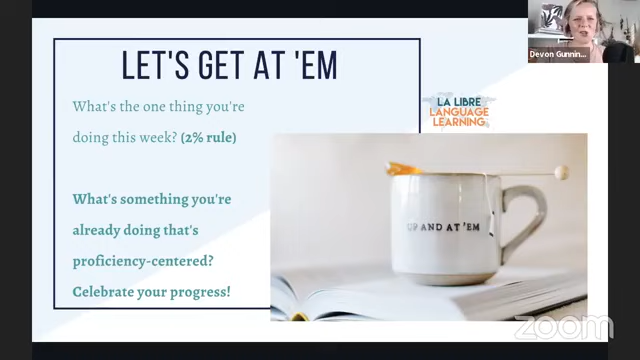 LET'S GET AT 'EM
What's the one thing you're
doing this week? (2% rule)
What's something you're
already doing that's
proficiency-centered?
Celebrate your progress!
LA LIBRE
LANGUAGE
LEARNING
UP AND AT 'EM
Devon Gunnin...
zoom